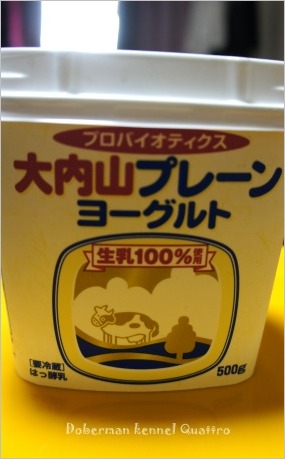 プロバイオティクス
大内山プレーン
ヨーグルト
生乳100%使用
[要冷蔵]
はっ酵乳
500g
Doberman kennel Quattro